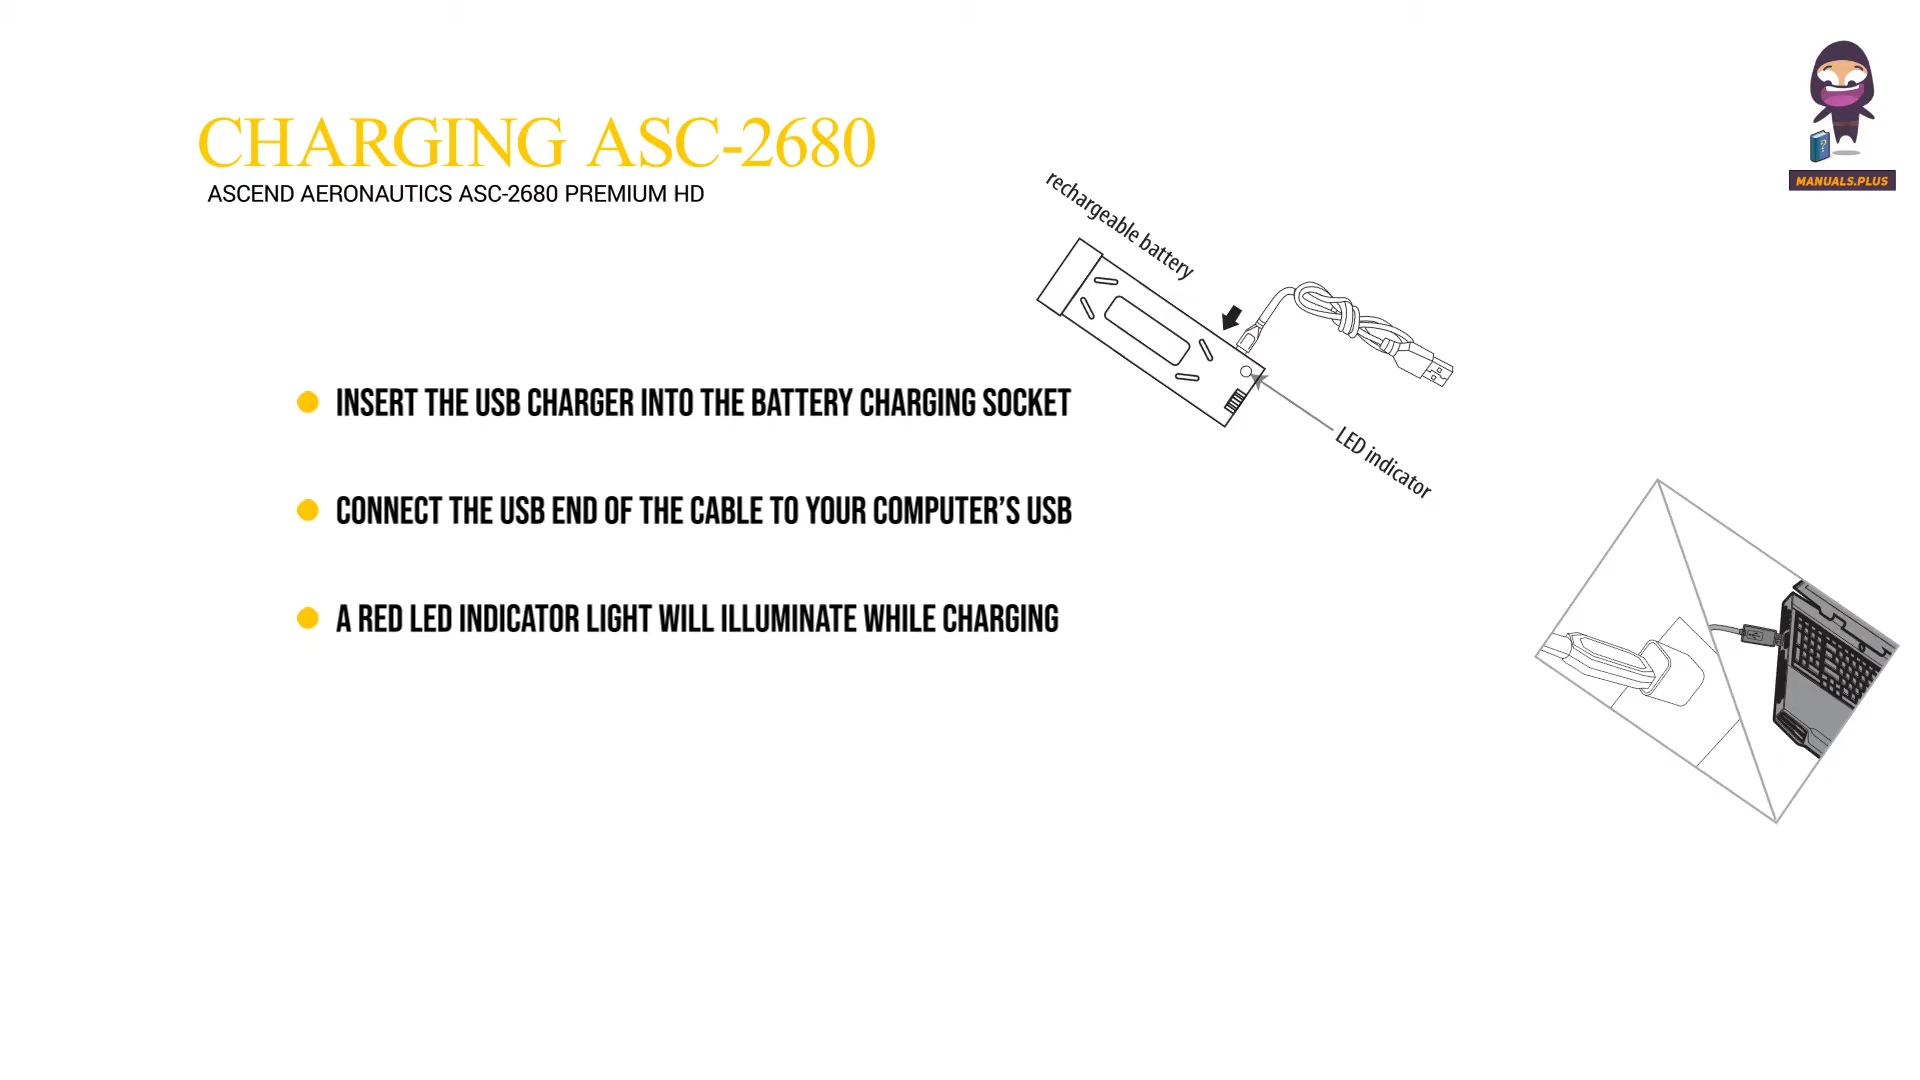 CHARGING ASC-2680
ASCEND AERONAUTICS ASC-2680 PREMIUM HD
MANUALS.PLUS
rechargeable battery
LED indicator
INSERT THE USB CHARGER INTO THE BATTERY CHARGING SOCKET
CONNECT THE USB END OF THE CABLE TO YOUR COMPUTER’S USB
A RED LED INDICATOR LIGHT WILL ILLUMINATE WHILE CHARGING